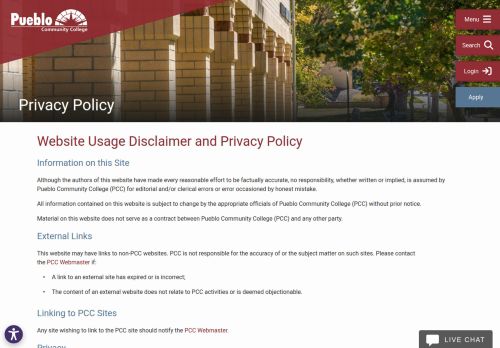 Pueblo
Community College
Menu
Search
Login
Apply
Privacy Policy
Website Usage Disclaimer and Privacy Policy
Information on this Site
Although the authors of this website have made every reasonable effort to be factually accurate, no responsibility, whether written or implied, is assumed by
Pueblo Community College (PCC) for editorial and/or clerical errors or error occasioned by honest mistake.
All information contained on this website is subject to change by the appropriate officials of Pueblo Community College (PCC) without prior notice.
Material on this website does not serve as a contract between Pueblo Community College (PCC) and any other party.
External Links
This website may have links to non-PCC websites. PCC is not responsible for the accuracy of or the subject matter on such sites. Please contact
the PCC Webmaster if:
• A link to an external site has expired or is incorrect;
• The content of an external website does not relate to PCC activities or is deemed objectionable.
Linking to PCC Sites
Any site wishing to link to the PCC site should notify the PCC Webmaster.
Privacy
LIVE CHAT